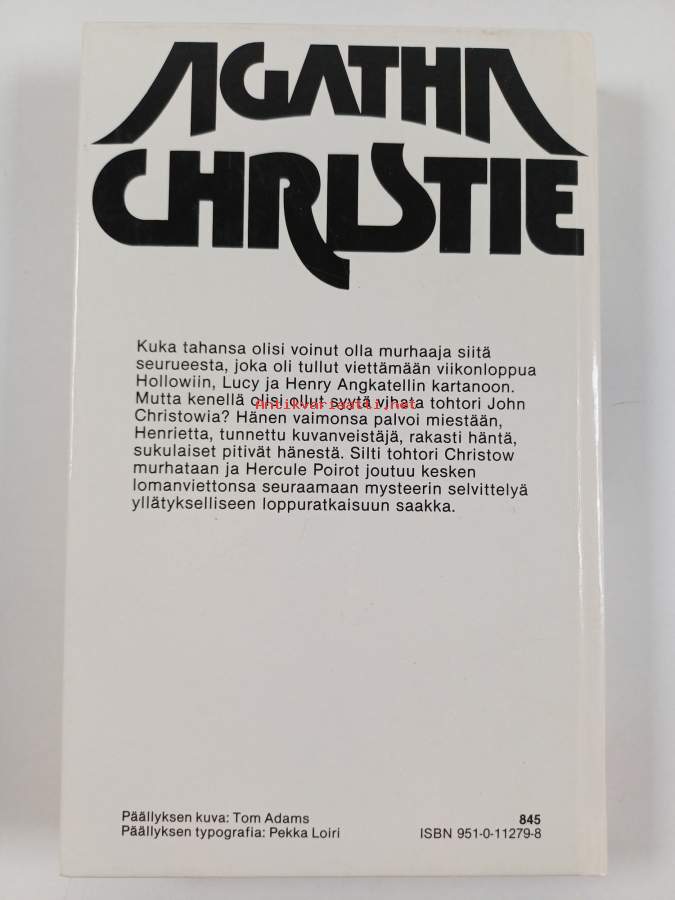 AGATHA
CHRISTIE
Kuka tahansa olisi voinut olla murhaaja siitä
seurueesta, joka oli tullut viettämään viikonloppua
Hollowiin, Lucy ja Henry Angkatellin kartanoon.
Mutta kenellä olisi ollut syytä vihata tohtori John
Antikvariaatti.net
Christowia? Hänen vaimonsa palvoi miestään,
Henrietta, tunnettu kuvanveistäjä, rakasti häntä,
sukulaiset pitivät hänestä. Silti tohtori Christow
murhataan ja Hercule Poirot joutuu kesken
lomanviettonsa seuraamaan mysteerin selvittelyä
yllätykselliseen loppuratkaisuun saakka.
Päällyksen kuva: Tom Adams 845
Päällyksen typografia: Pekka Loiri ISBN 951-0-11279-8